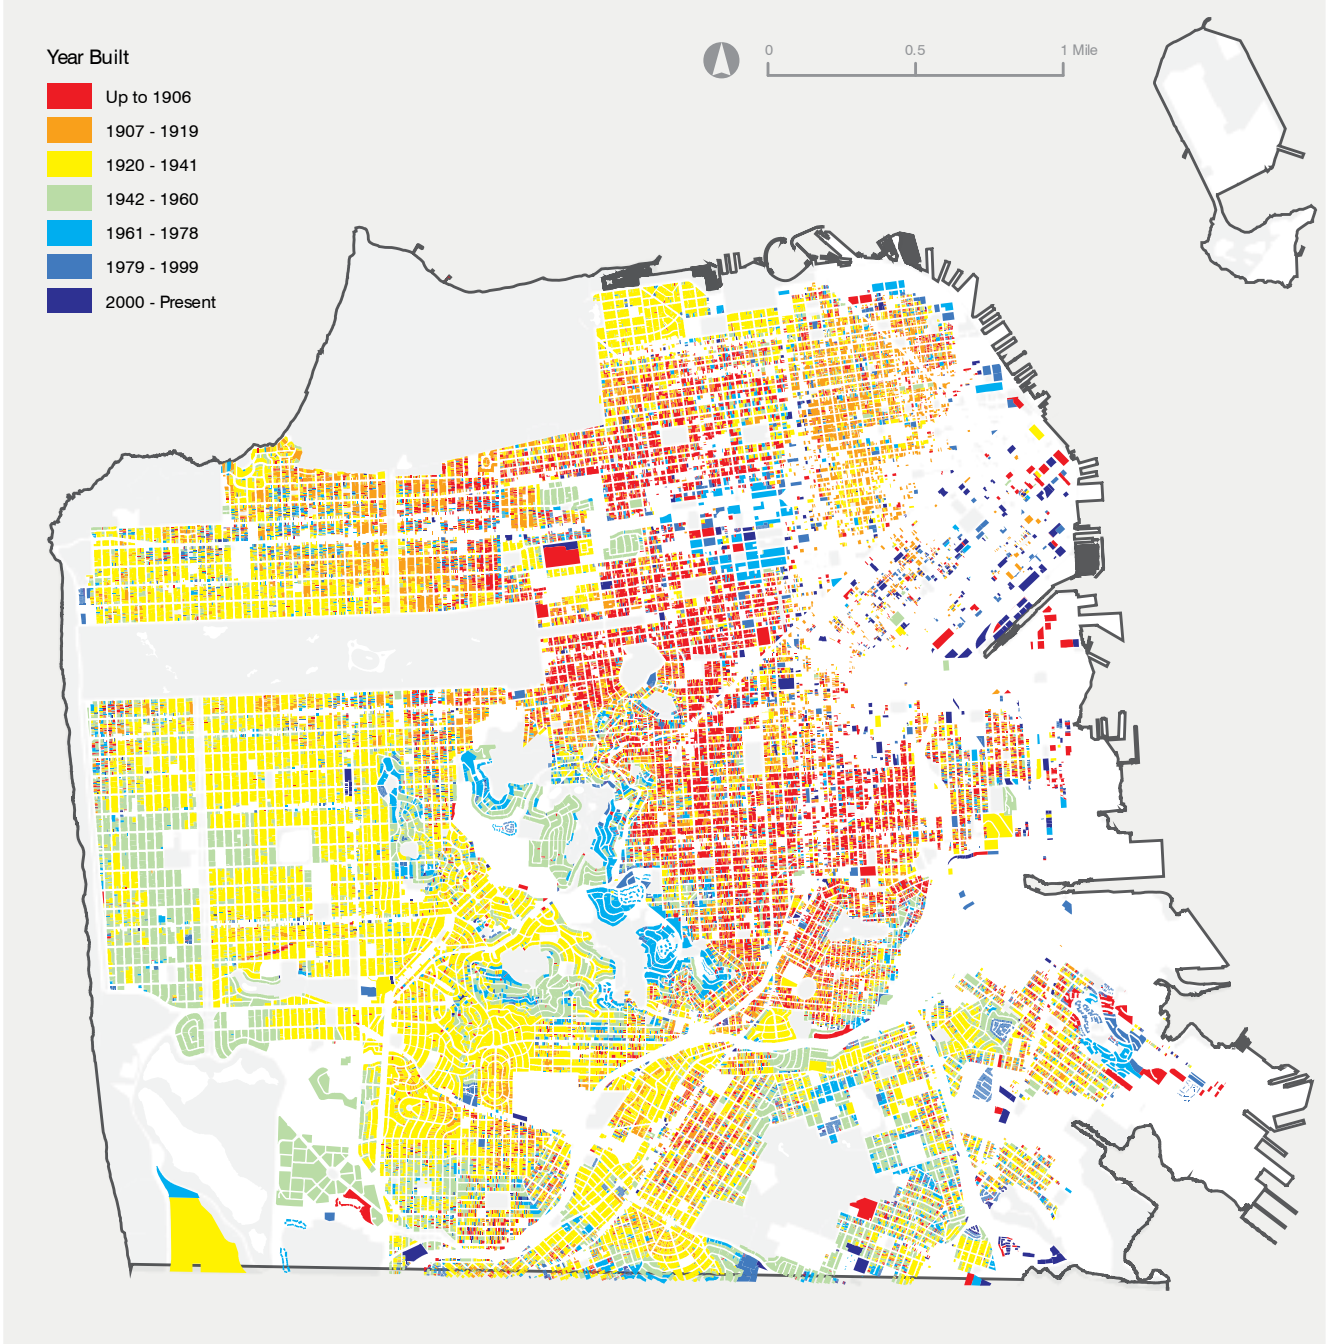 Year Built
Up to 1906
1907 - 1919
1920 - 1941
1942 - 1960
1961 - 1978
1979 - 1999
2000 - Present
0 0.5 1 Mile